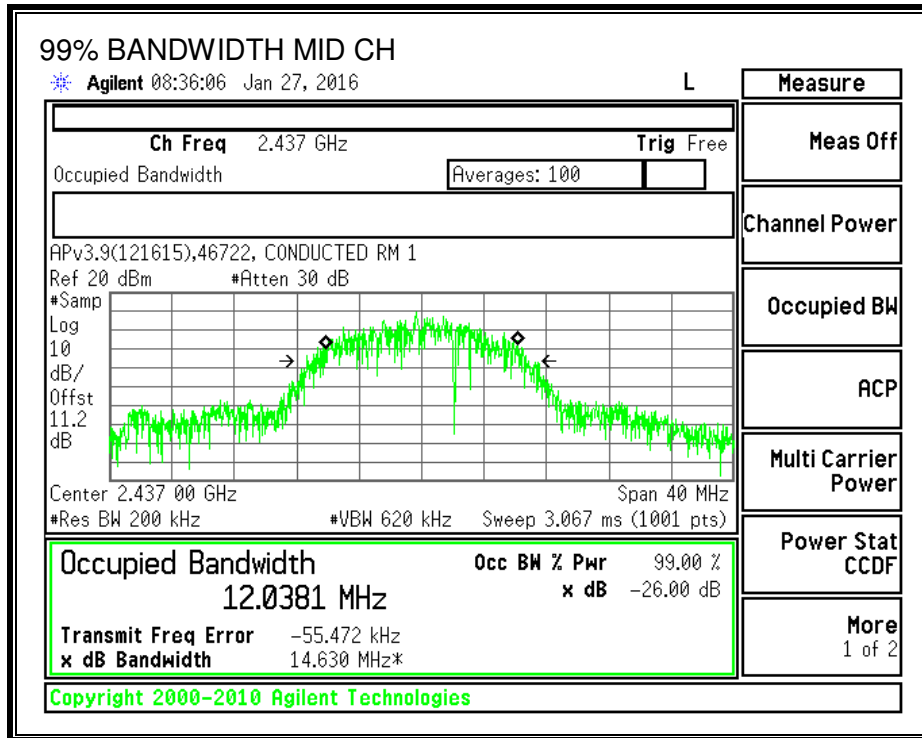 99% BANDWIDTH MID CH
Agilent 08:36:06 Jan 27, 2016 L
Measure
Ch Freq 2.437 GHz Trig Free
Occupied Bandwidth Averages: 100
APv3.9(121615),46722, CONDUCTED RM 1
Ref 20 dBm #Atten 30 dB
#Samp
Log
10
dB/
Offst
11.2
dB
Center 2.437 00 GHz Span 40 MHz
#Res BW 200 kHz #VBW 620 kHz Sweep 3.067 ms (1001 pts)
Occupied Bandwidth
12.0381 MHz
Occ BW % Pwr 99.00 %
x dB -26.00 dB
Transmit Freq Error -55.472 kHz
x dB Bandwidth 14.630 MHz*
Copyright 2000-2010 Agilent Technologies
Meas Off
Channel Power
Occupied BW
ACP
Multi Carrier
Power
Power Stat
CCDF
More
1 of 2